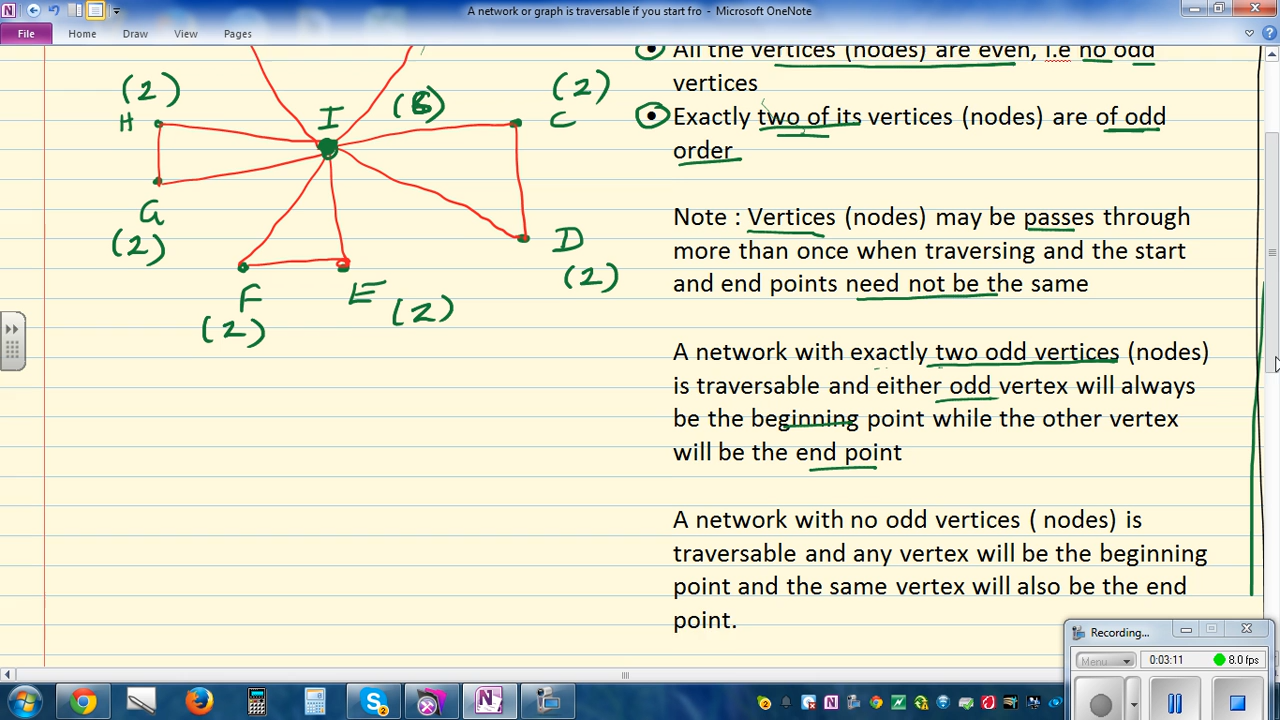 A network or graph is traversable if you start fro - Microsoft OneNote
File Home Draw View Pages
All the vertices (nodes) are even, i.e no odd
vertices
Exactly two of its vertices (nodes) are of odd
order
Note : Vertices (nodes) may be passes through
more than once when traversing and the start
and end points need not be the same
A network with exactly two odd vertices (nodes)
is traversable and either odd vertex will always
be the beginning point while the other vertex
will be the end point
A network with no odd vertices ( nodes) is
traversable and any vertex will be the beginning
point and the same vertex will also be the end
point.
(2)
H
I
(2)
C
G
(2)
D
(2)
F
(2)
E
(2)
Recording...
Menu
0:03:11
8.0 fps